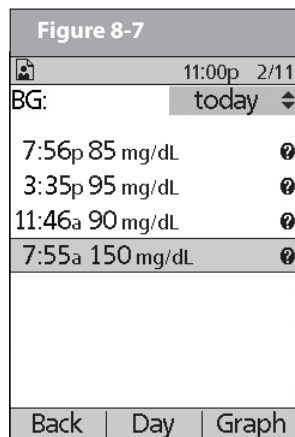 Figure 8-7
11:00p 2/11
BG: today
7:56p 85 mg/dL
3:35p 95 mg/dL
11:46a 90 mg/dL
7:55a 150 mg/dL
Back | Day | Graph